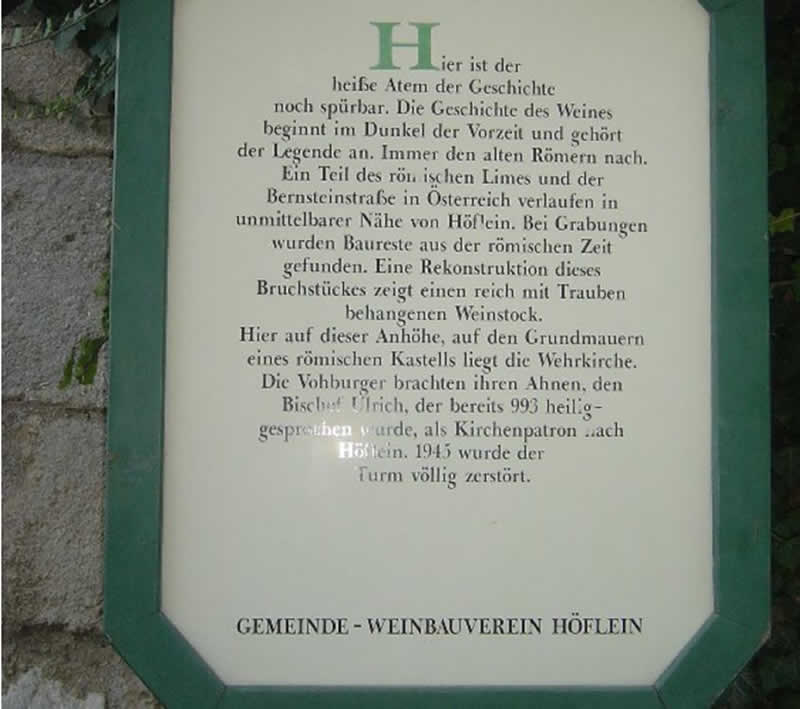 Hier ist der
heiße Atem der Geschichte
noch spürbar. Die Geschichte des Weines
beginnt im Dunkel der Vorzeit und gehört
der Legende an. Immer den alten Römern nach.
Ein Teil des römischen Limes und der
Bernsteinstraße in Österreich verlaufen in
unmittelbarer Nähe von Höflein. Bei Grabungen
wurden Baureste aus der römischen Zeit
gefunden. Eine Rekonstruktion dieses
Bruchstückes zeigt einen reich mit Trauben
behangenen Weinstock.
Hier auf dieser Anhöhe, auf den Grundmauern
eines römischen Kastells liegt die Wehrkirche.
Die Vohburger brachten ihren Ahnen, den
Bischof Ulrich, der bereits 993 heilig-
gesprochen wurde, als Kirchenpatron nach
Höflein. 1945 wurde der
Turm völlig zerstört.
GEMEINDE - WEINBAUVEREIN HÖFLEIN